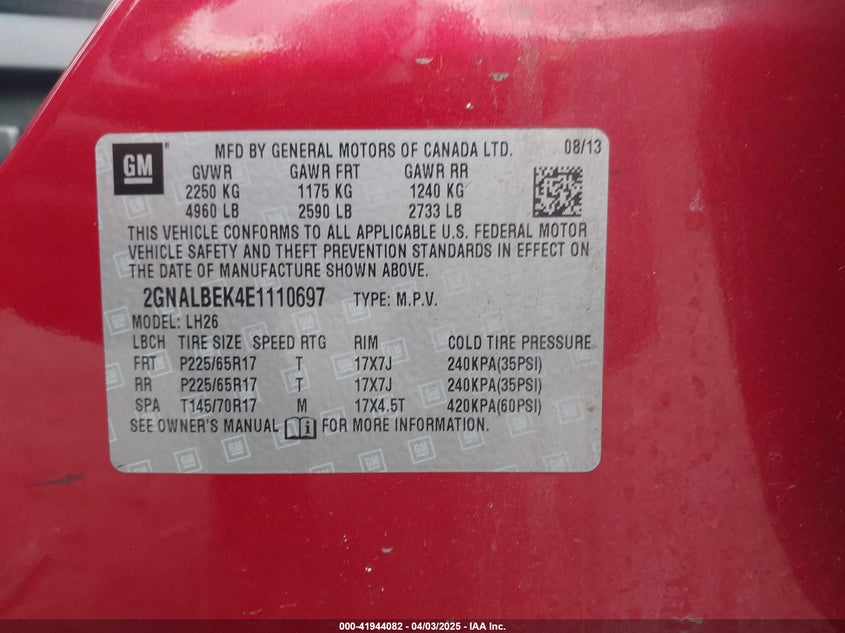 GM MFD BY GENERAL MOTORS OF CANADA LTD. 08/13
GVWR GAWR FRT GAWR RR
2250 KG 1175 KG 1240 KG
4960 LB 2590 LB 2733 LB
THIS VEHICLE CONFORMS TO ALL APPLICABLE U.S. FEDERAL MOTOR
VEHICLE SAFETY AND THEFT PREVENTION STANDARDS IN EFFECT ON
THE DATE OF MANUFACTURE SHOWN ABOVE.
2GNALBEK4E1110697 TYPE: M.P.V.
MODEL: LH26
LBCH TIRE SIZE SPEED RTG RIM COLD TIRE PRESSURE
FRT P225/65R17 T 17X7J 240KPA(35PSI)
RR P225/65R17 T 17X7J 240KPA(35PSI)
SPA T145/70R17 M 17X4.5T 420KPA(60PSI)
SEE OWNER'S MANUAL FOR MORE INFORMATION.
000-41944082 - 04/03/2025 - IAA Inc.